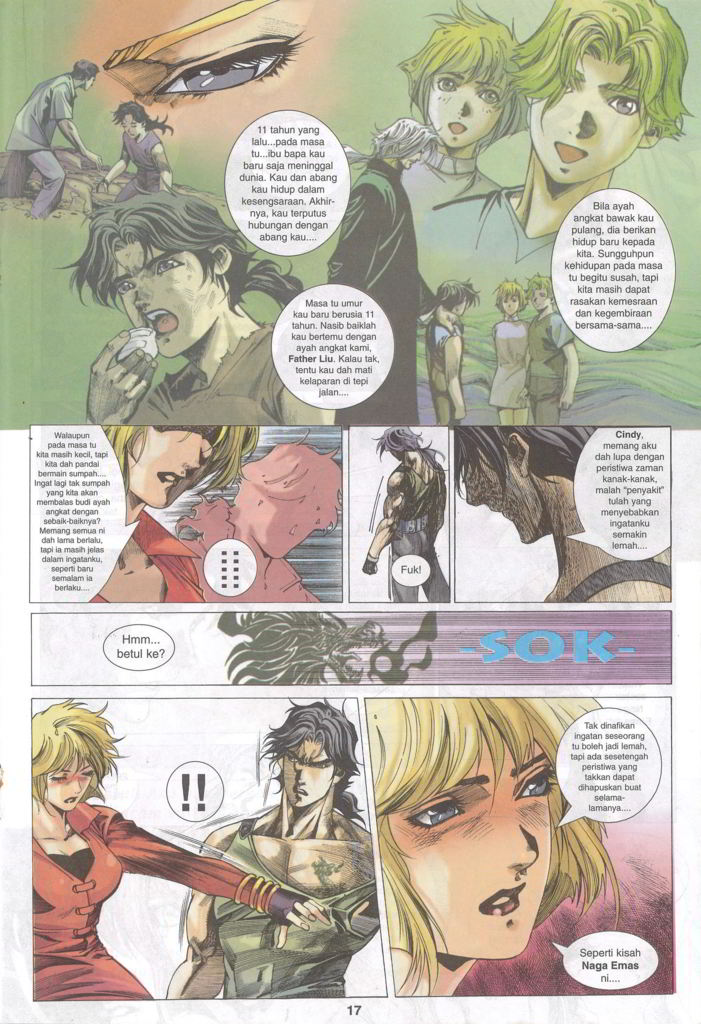 11 tahun yang
lalu...pada masa
tu...ibu bapa kau
baru saja meninggal
dunia. Kau dan abang
kau hidup dalam
kesengsaraan. Akhir-
nya, kau terputus
hubungan dengan
abang kau....
Bila ayah
angkat bawak kau
pulang, dia berikan
hidup baru kepada
kita. Sungguhpun
kehidupan pada masa
tu begitu susah, tapi
kita masih dapat
rasakan kemesraan
dan kegembiraan
bersama-sama....
Masa tu umur
kau baru berusia 11
tahun. Nasib baiklah
kau bertemu dengan
ayah angkat kami,
Father Liu. Kalau tak,
tentu kau dah mati
kelaparan di tepi
jalan....
Walaupun
pada masa tu
kita masih kecil, tapi
kita dah pandai
bermain sumpah....
Ingat lagi tak sumpah
yang kita akan
membalas budi ayah
angkat dengan
sebaik-baiknya?
Memang semua ni
dah lama berlalu,
tapi ia masih jelas
dalam ingatanku,
seperti baru
semalam ia
berlaku....
Fuk!
Cindy,
memang aku
dah lupa dengan
peristiwa zaman
kanak-kanak,
malah "penyakit"
tulah yang
menyebabkan
ingatanku
semakin
lemah....
Hmm...
betul ke?
-SOK-
!!
Tak dinafikan
ingatan seseorang
tu boleh jadi lemah,
tapi ada sesetengah
peristiwa yang
takkan dapat
dihapuskan buat
selama-
lamanya....
Seperti kisah
Naga Emas
ni....
17